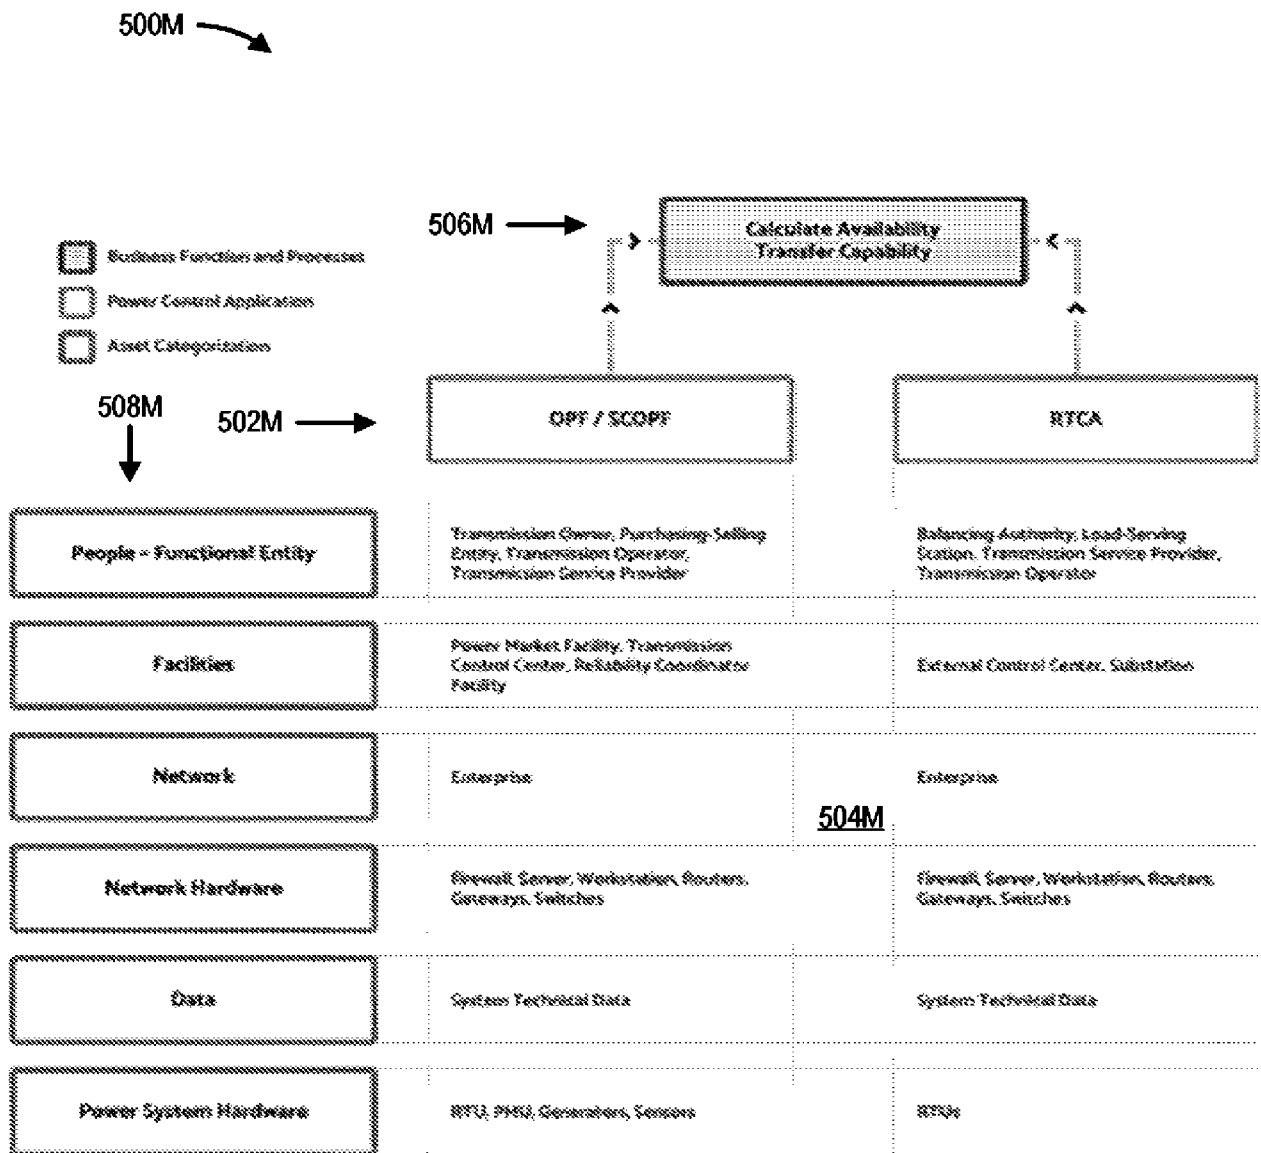 500M
506M
Calculate Availability
Transfer Capability
Business Function and Processes
Power Control Application
Asset Categorization
508M
502M
OPF / SCOPF
RTCA
People - Functional Entity
Transmission Owner, Purchasing-Selling
Entity, Transmission Operator,
Transmission Service Provider
Balancing Authority, Load-Serving
Station, Transmission Service Provider,
Transmission Operator
Facilities
Power Market Facility, Transmission
Control Center, Reliability Coordinator
Facility
External Control Center, Substation
Network
Enterprise
Enterprise
504M
Network Hardware
Firewall, Server, Workstation, Routers,
Gateways, Switches
Firewall, Server, Workstation, Routers,
Gateways, Switches
Data
System Technical Data
System Technical Data
Power System Hardware
RTU, PMU, Generators, Sensors
RTUs